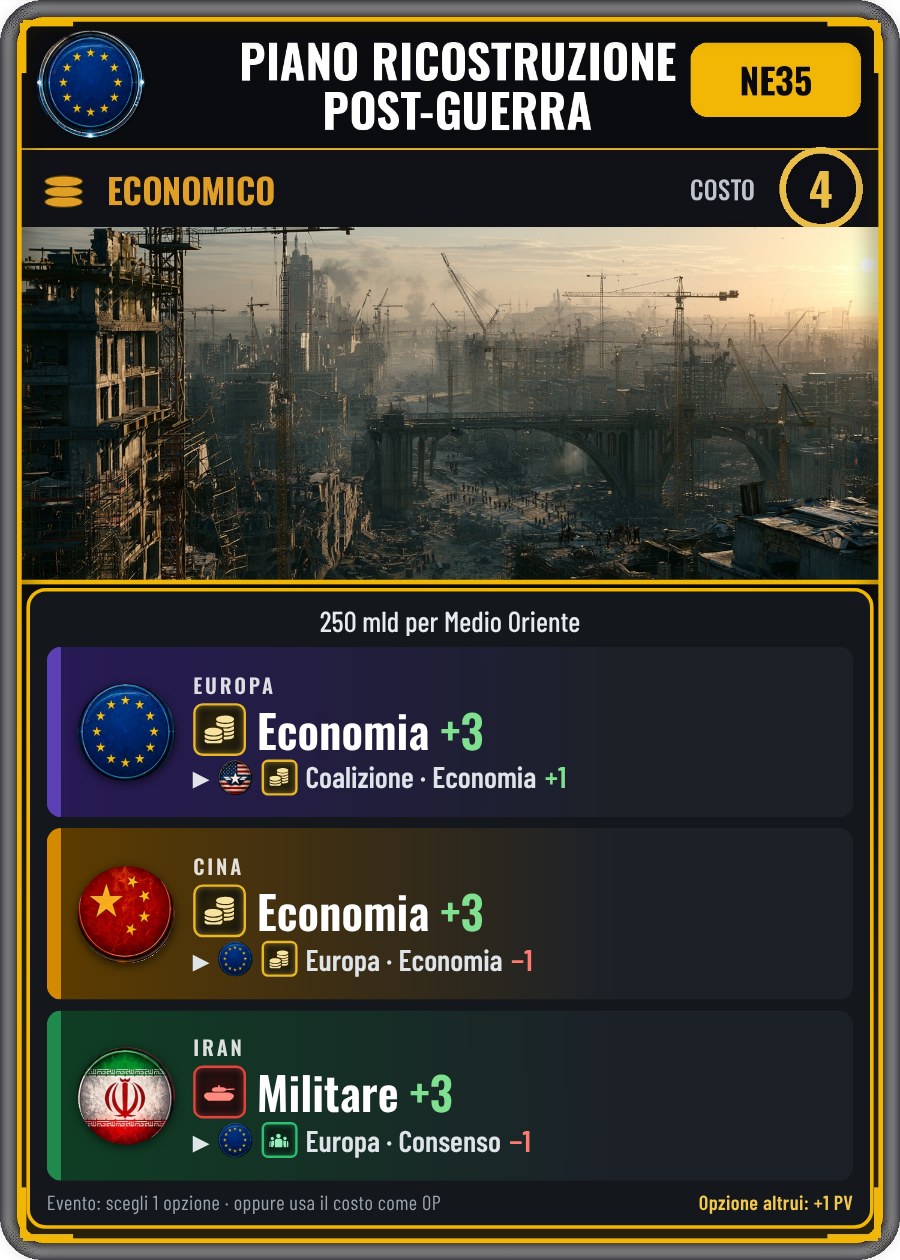 PIANO RICOSTRUZIONE
POST-GUERRA
NE35
ECONOMICO
COSTO
4
250 mld per Medio Oriente
EUROPA
Economia +3
▶ Coalizione · Economia +1
CINA
Economia +3
▶ Europa · Economia −1
IRAN
Militare +3
▶ Europa · Consenso −1
Evento: scegli 1 opzione · oppure usa il costo come OP
Opzione altrui: +1 PV